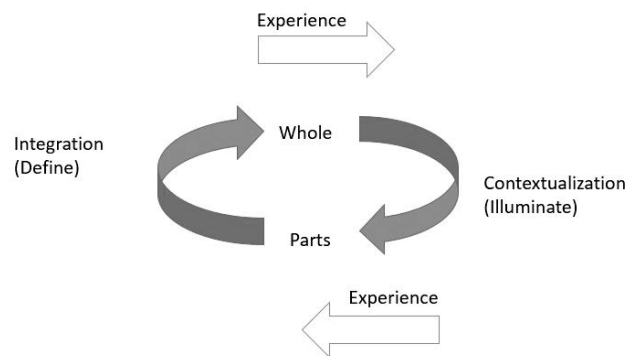 Experience
Whole
Integration
(Define)
Contextualization
(Illuminate)
Parts
Experience